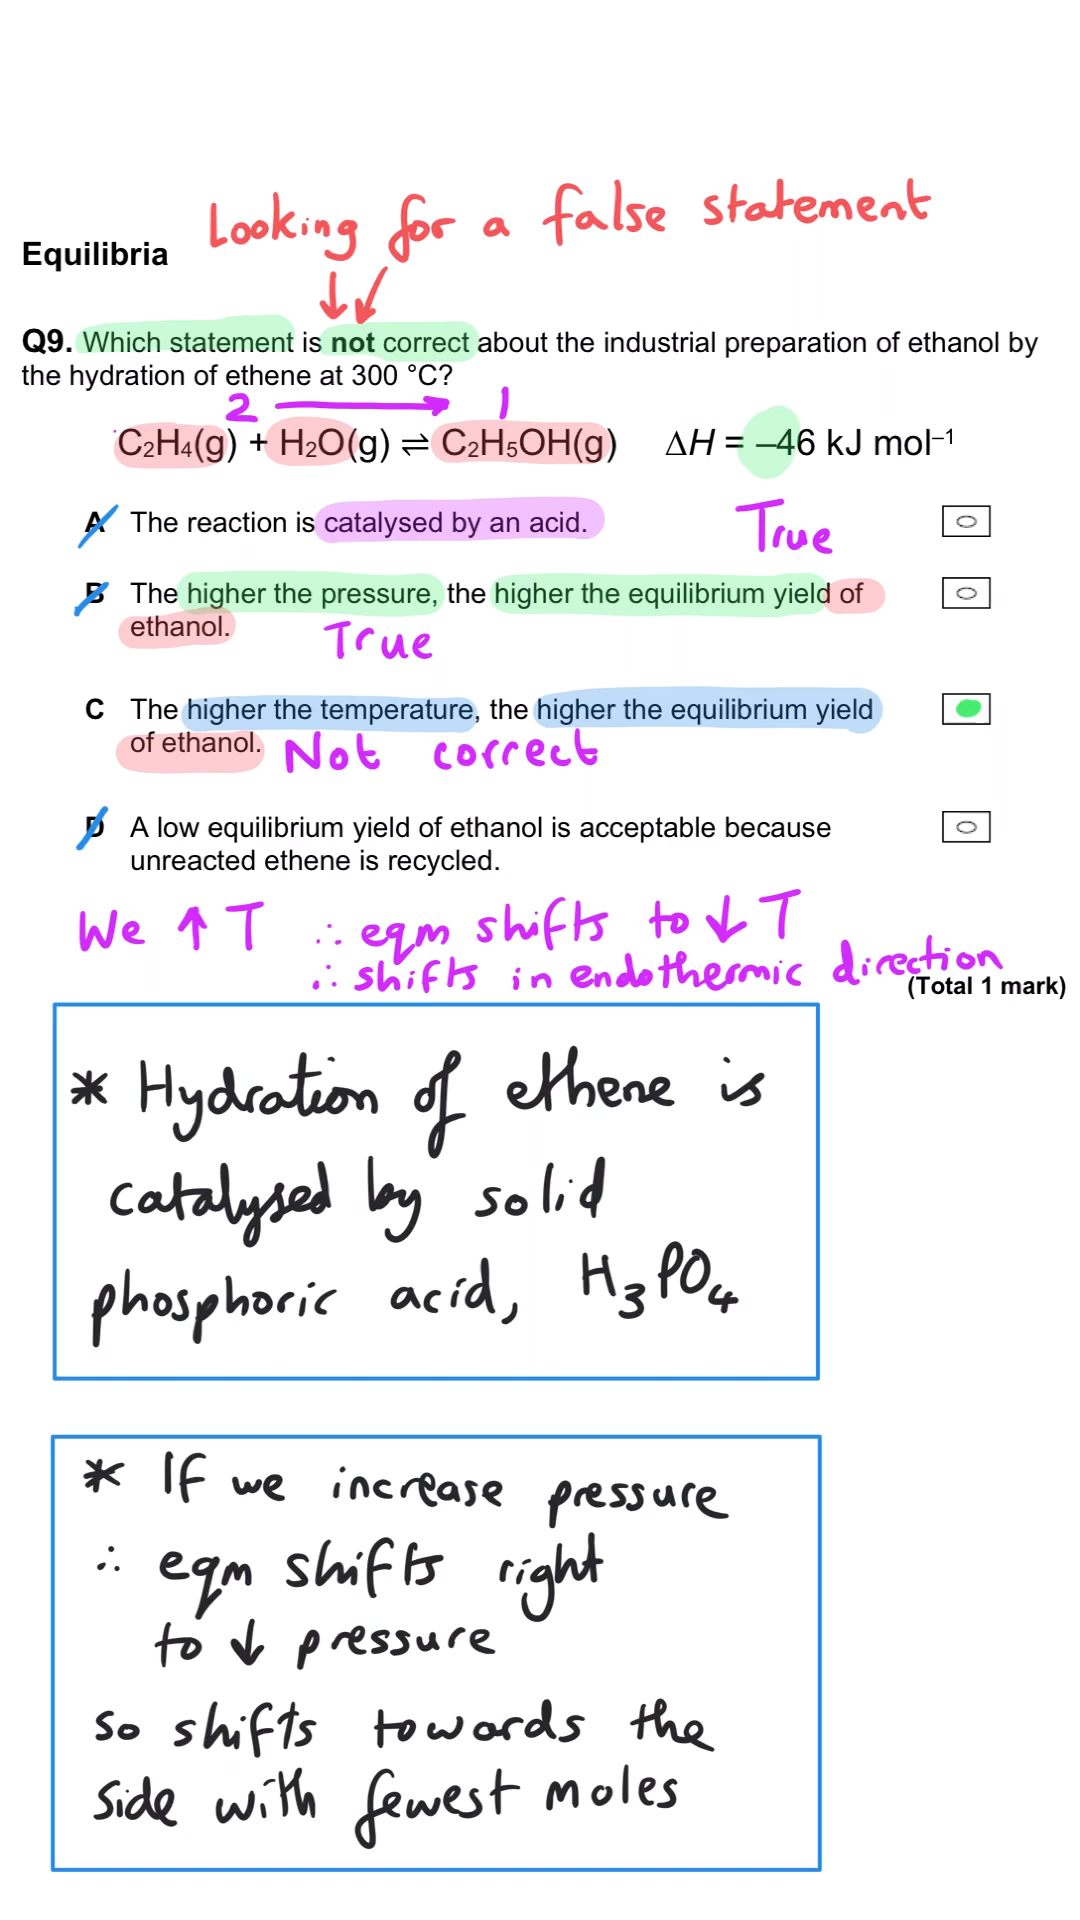 Looking for a false statement
Equilibria
↓↙
Q9. Which statement is not correct about the industrial preparation of ethanol by
the hydration of ethene at 300 °C?
2 → 1
C2H4(g) + H2O(g) ⇌ C2H5OH(g) ΔH = –46 kJ mol⁻¹
A The reaction is catalysed by an acid. True
B The higher the pressure, the higher the equilibrium yield of
ethanol. True
C The higher the temperature, the higher the equilibrium yield
of ethanol. Not correct
D A low equilibrium yield of ethanol is acceptable because
unreacted ethene is recycled.
We ↑ T ∴ eqm shifts to ↓ T
∴ shifts in endothermic direction
(Total 1 mark)
* Hydration of ethene is
catalysed by solid
phosphoric acid, H3PO4
* If we increase pressure
∴ eqm shifts right
to ↓ pressure
so shifts towards the
side with fewest moles